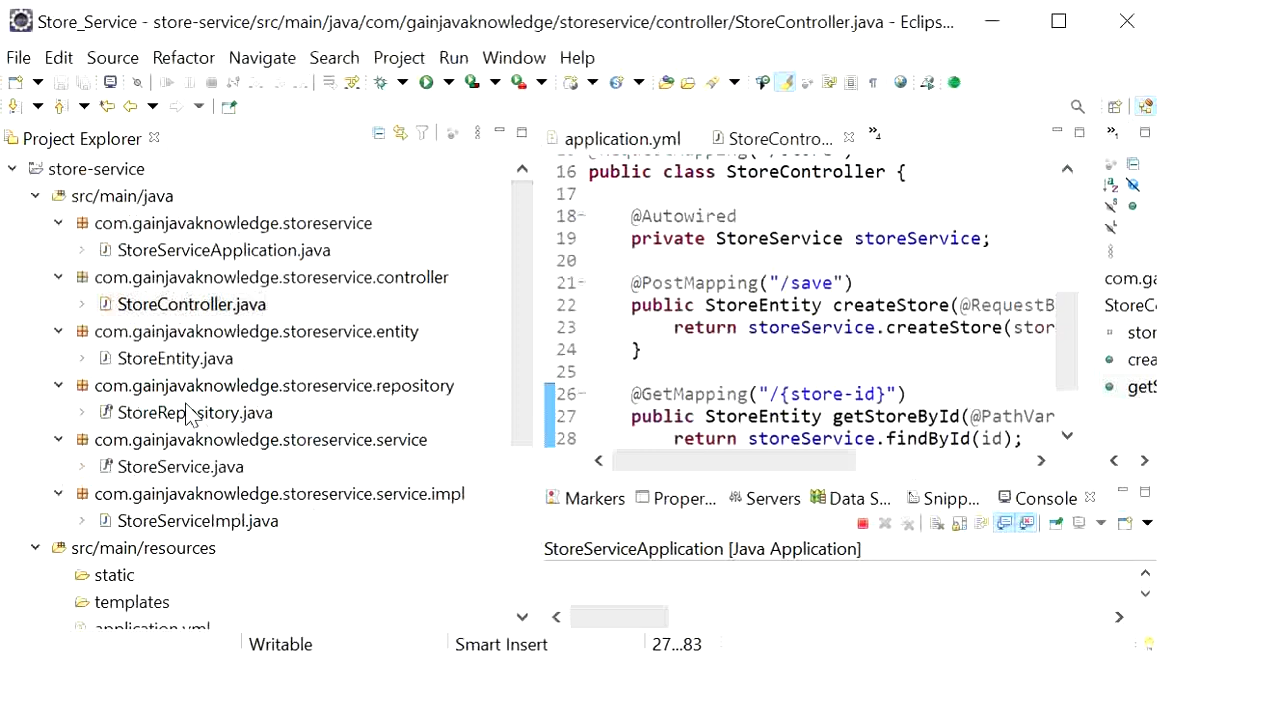 Store_Service - store-service/src/main/java/com/gainjavaknowledge/storeservice/controller/StoreController.java - Eclips...
File Edit Source Refactor Navigate Search Project Run Window Help
Project Explorer
store-service
src/main/java
com.gainjavaknowledge.storeservice
StoreServiceApplication.java
com.gainjavaknowledge.storeservice.controller
StoreController.java
com.gainjavaknowledge.storeservice.entity
StoreEntity.java
com.gainjavaknowledge.storeservice.repository
StoreRepository.java
com.gainjavaknowledge.storeservice.service
StoreService.java
com.gainjavaknowledge.storeservice.service.impl
StoreServiceImpl.java
src/main/resources
static
templates
application.yml
application.yml StoreContro...
16 public class StoreController {
17
18 @Autowired
19 private StoreService storeService;
20
21 @PostMapping("/save")
22 public StoreEntity createStore(@RequestB
23 return storeService.createStore(stor
24 }
25
26 @GetMapping("/{store-id}")
27 public StoreEntity getStoreById(@PathVar
28 return storeService.findById(id);
com.ga
StoreCo
stor
crea
getS
Markers Proper... Servers Data S... Snipp... Console
StoreServiceApplication [Java Application]
Writable Smart Insert 27...83